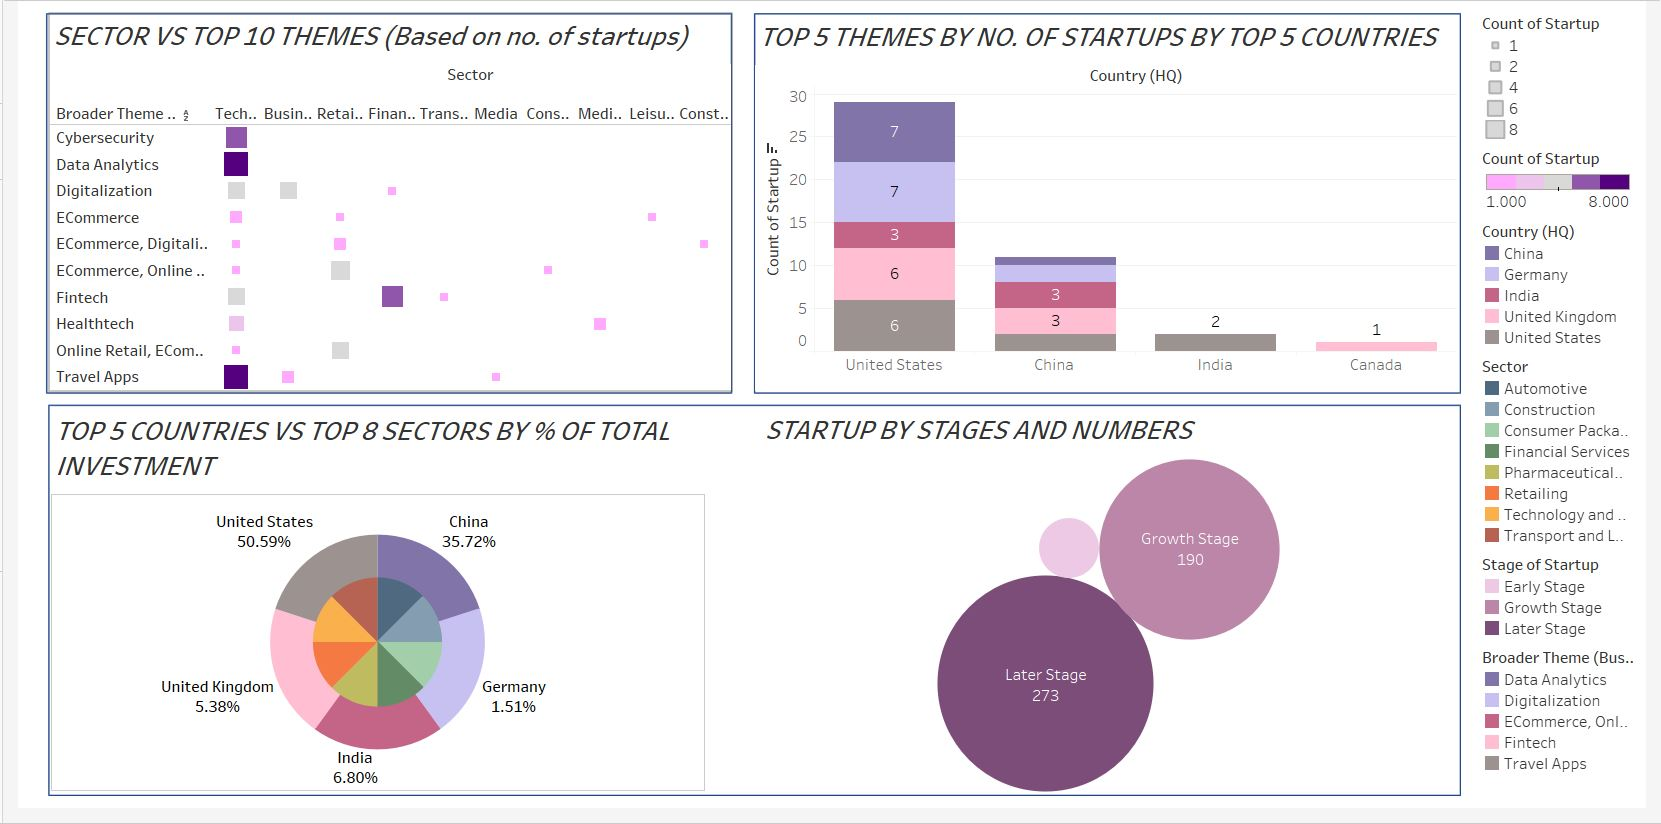 SECTOR VS TOP 10 THEMES (Based on no. of startups)
Sector
Broader Theme .. Tech.. Busin.. Retai.. Finan.. Trans.. Media Cons.. Medi.. Leisu.. Const..
Cybersecurity
Data Analytics
Digitalization
ECommerce
ECommerce, Digitali..
ECommerce, Online ..
Fintech
Healthtech
Online Retail, ECom..
Travel Apps
TOP 5 THEMES BY NO. OF STARTUPS BY TOP 5 COUNTRIES
Country (HQ)
Count of Startup
30
25
20
15
10
5
0
7
7
3
6
6
3
3
2
1
United States China India Canada
TOP 5 COUNTRIES VS TOP 8 SECTORS BY % OF TOTAL
INVESTMENT
United States
50.59%
China
35.72%
United Kingdom
5.38%
Germany
1.51%
India
6.80%
STARTUP BY STAGES AND NUMBERS
Growth Stage
190
Later Stage
273
Count of Startup
1
2
4
6
8
Count of Startup
1.000 8.000
Country (HQ)
China
Germany
India
United Kingdom
United States
Sector
Automotive
Construction
Consumer Packa..
Financial Services
Pharmaceutical..
Retailing
Technology and ..
Transport and L..
Stage of Startup
Early Stage
Growth Stage
Later Stage
Broader Theme (Bus..
Data Analytics
Digitalization
ECommerce, Onl..
Fintech
Travel Apps